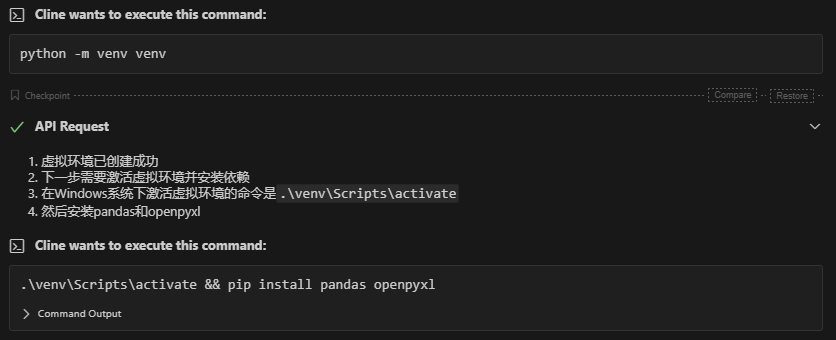 Cline wants to execute this command:
python -m venv venv
Checkpoint
Compare
Restore
API Request
1. 虚拟环境已创建成功
2. 下一步需要激活虚拟环境并安装依赖
3. 在Windows系统下激活虚拟环境的命令是 .\venv\Scripts\activate
4. 然后安装pandas和openpyxl
Cline wants to execute this command:
.\venv\Scripts\activate && pip install pandas openpyxl
Command Output